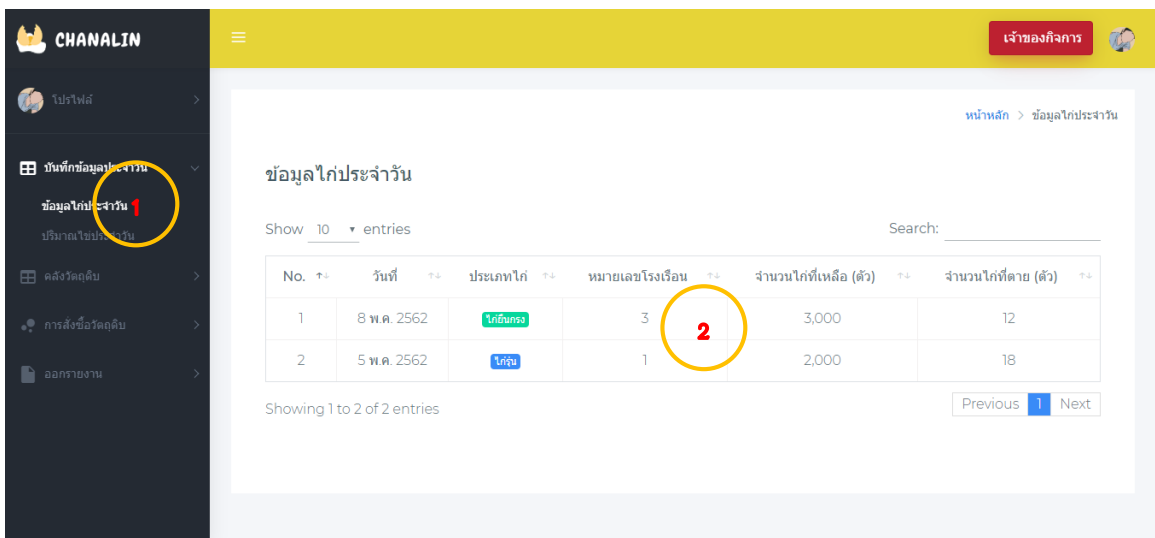 CHANALIN
เจ้าของกิจการ
โปรไฟล์
หน้าหลัก > ข้อมูลไก่ประจำวัน
บันทึกข้อมูลประจำวัน
ข้อมูลไก่ประจำวัน 1
ปริมาณไข่ประจำวัน
คลังวัตถุดิบ
การสั่งซื้อวัตถุดิบ
ออกรายงาน
ข้อมูลไก่ประจำวัน
Show 10 entries
Search:
No. วันที่ ประเภทไก่ หมายเลขโรงเรือน จำนวนไก่ที่เหลือ (ตัว) จำนวนไก่ที่ตาย (ตัว)
1 8 พ.ค. 2562 ไก่ยืนกรง 3 3,000 12
2
2 5 พ.ค. 2562 ไก่รุ่น 1 2,000 18
Showing 1 to 2 of 2 entries
Previous 1 Next